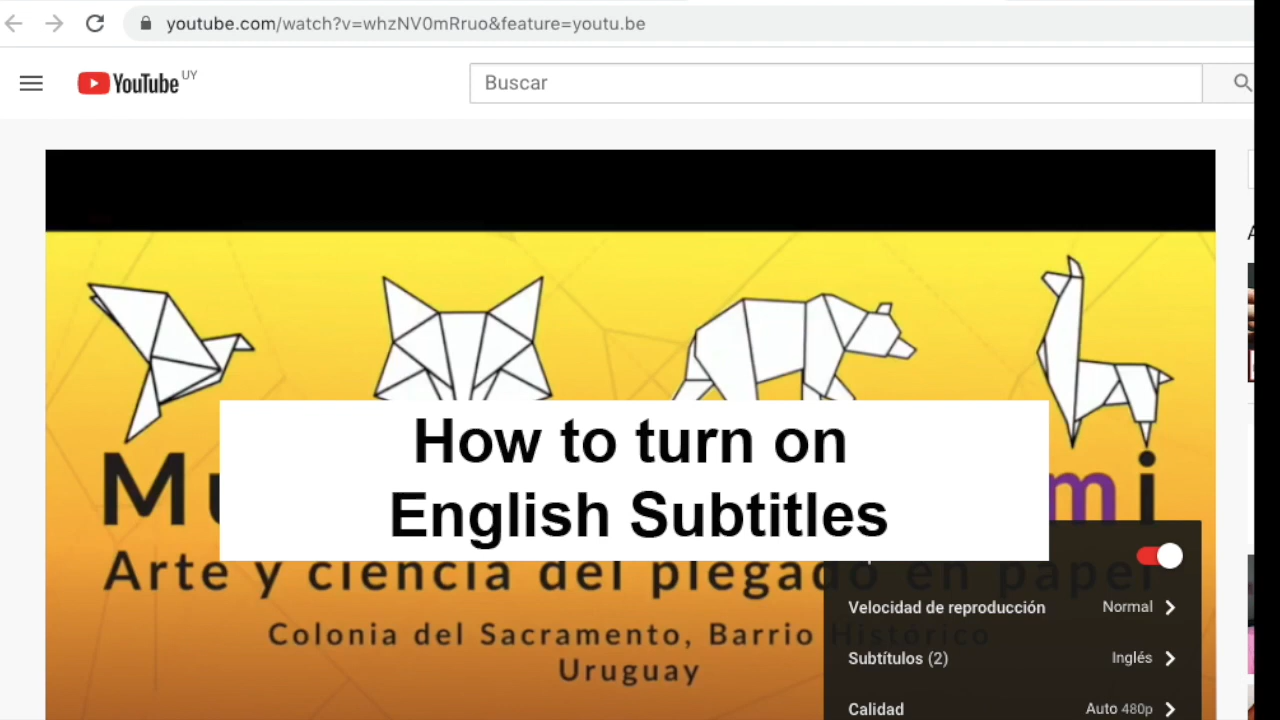 youtube.com/watch?v=whzNV0mRruo&feature=youtu.be
YouTube UY
Buscar
How to turn on
English Subtitles
Arte y ciencia del plegado en papel
Colonia del Sacramento, Barrio Histórico
Uruguay
Velocidad de reproducción Normal
Subtítulos (2) Inglés
Calidad Auto 480p